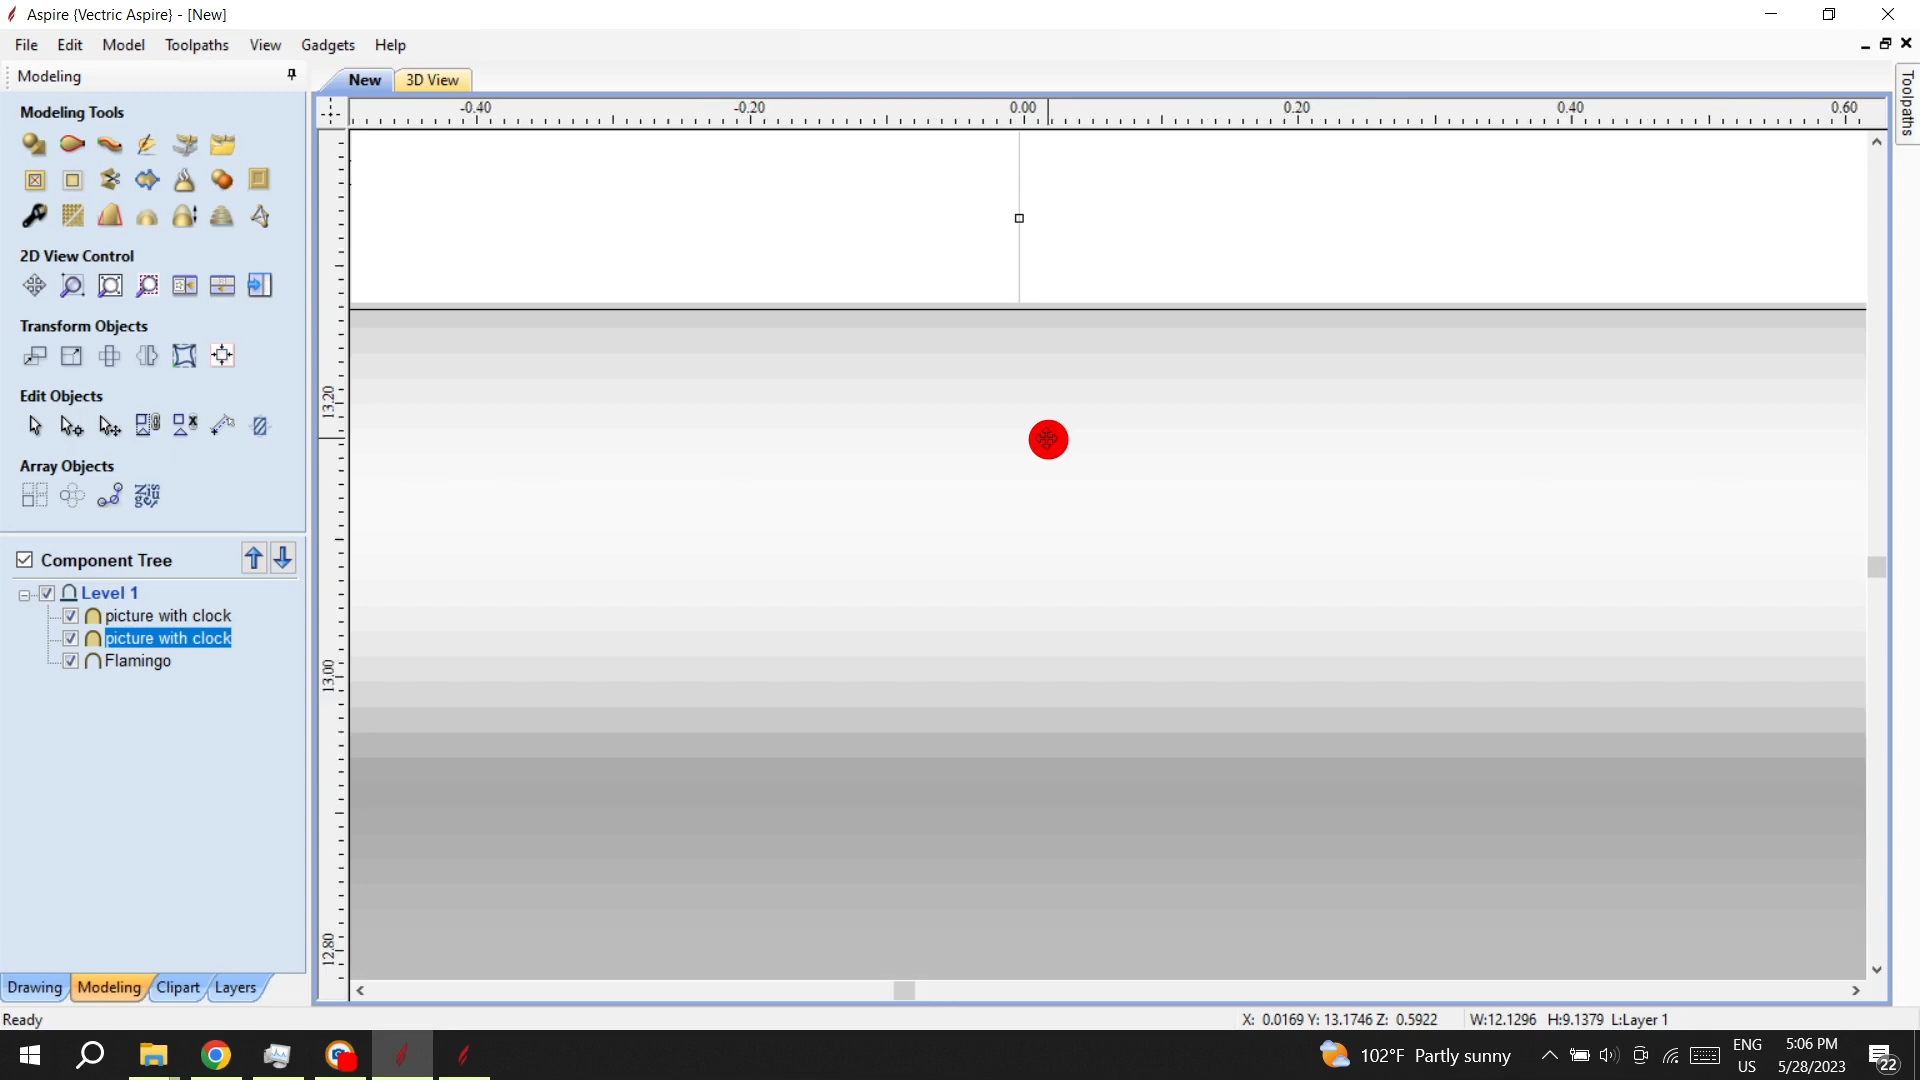 Aspire {Vectric Aspire} - [New]
File Edit Model Toolpaths View Gadgets Help
Modeling
New 3D View
Toolpaths
-0.40 -0.20 0.00 0.20 0.40 0.60
Modeling Tools
2D View Control
Transform Objects
13.20
Edit Objects
Array Objects
Component Tree
Level 1
picture with clock
picture with clock
Flamingo
13.00
12.80
Drawing Modeling Clipart Layers
Ready
X: 0.0169 Y: 13.1746 Z: 0.5922 W:12.1296 H:9.1379 L:Layer 1
102°F Partly sunny
ENG
US
5:06 PM
5/28/2023
22